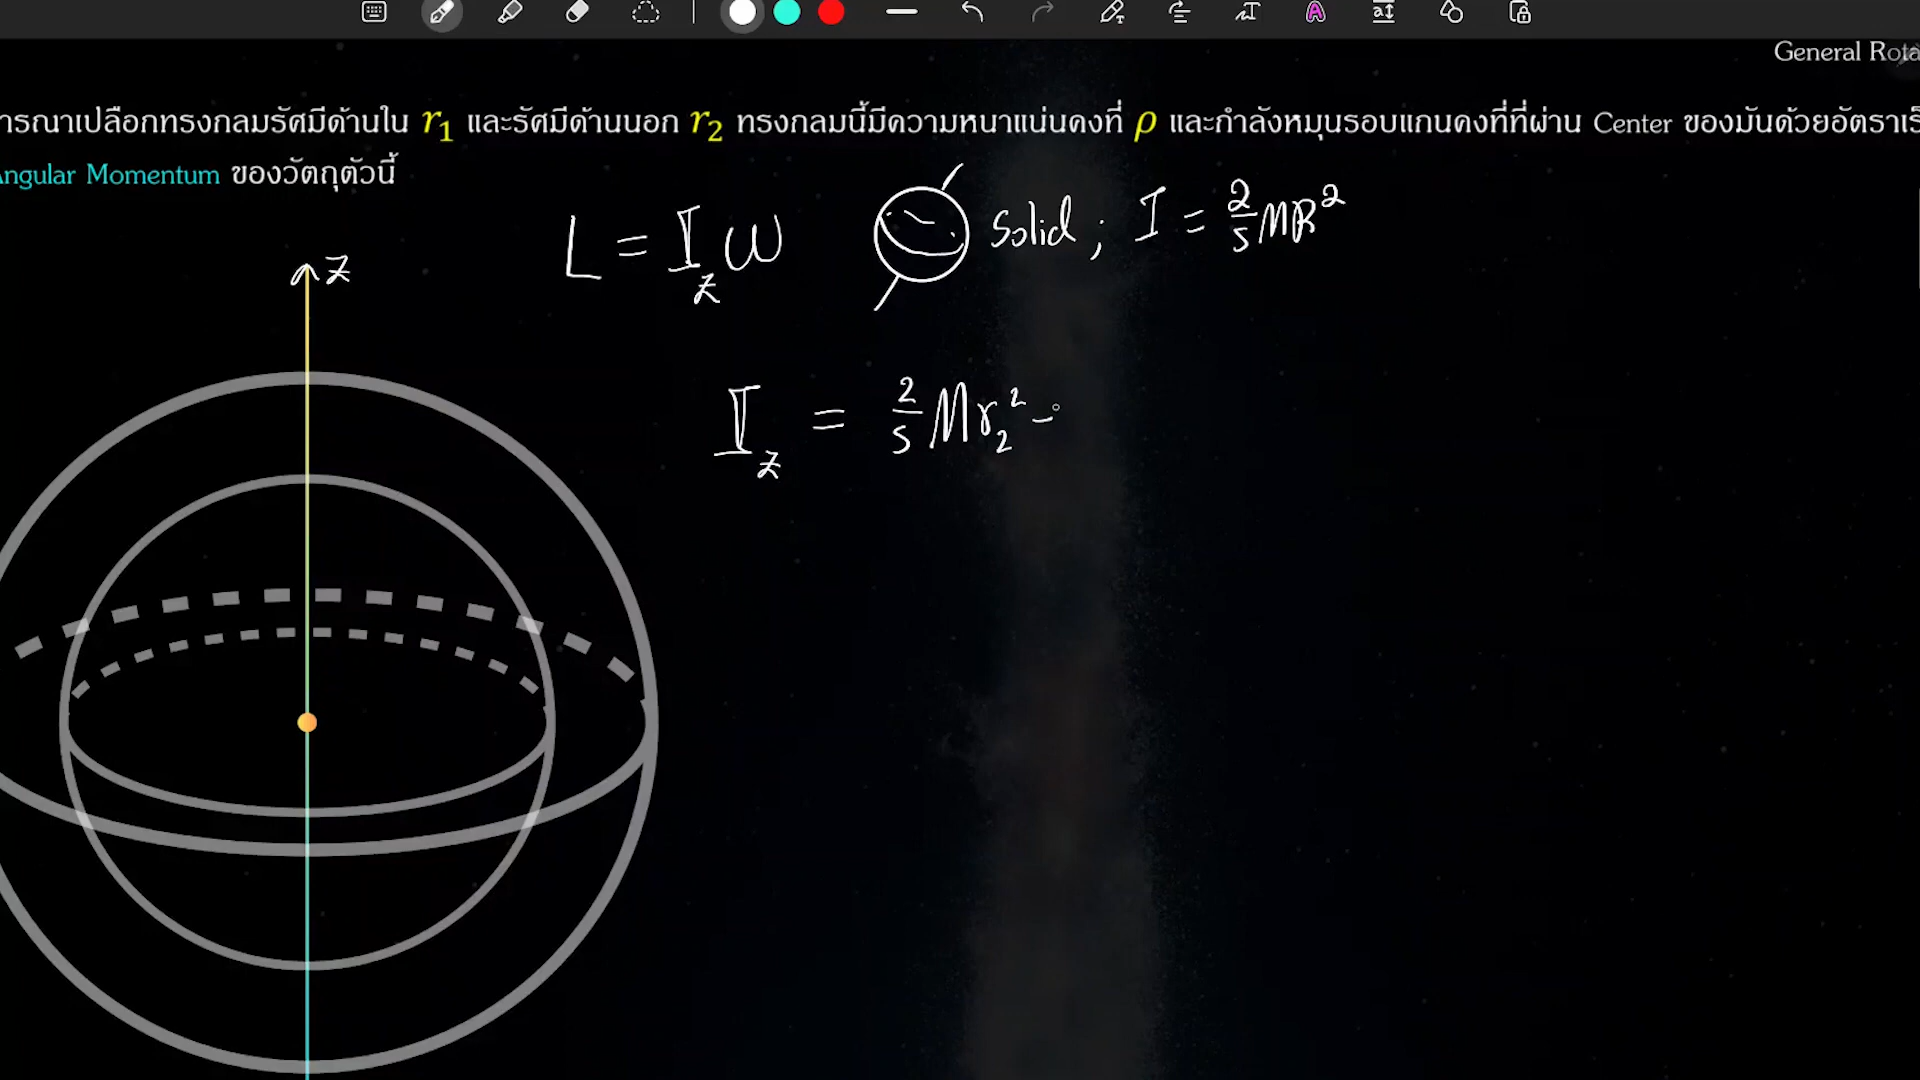 General Rota
ารณาเปลือกทรงกลมรัศมีด้านใน r₁ และรัศมีด้านนอก r₂ ทรงกลมนี้มีความหนาแน่นคงที่ ρ และกำลังหมุนรอบแกนคงที่ที่ผ่าน Center ของมันด้วยอัตราเร็
Angular Momentum ของวัตถุตัวนี้
L = I_z ω Solid ; I = 2/5 MR²
z
I_z = 2/5 Mr₂² -